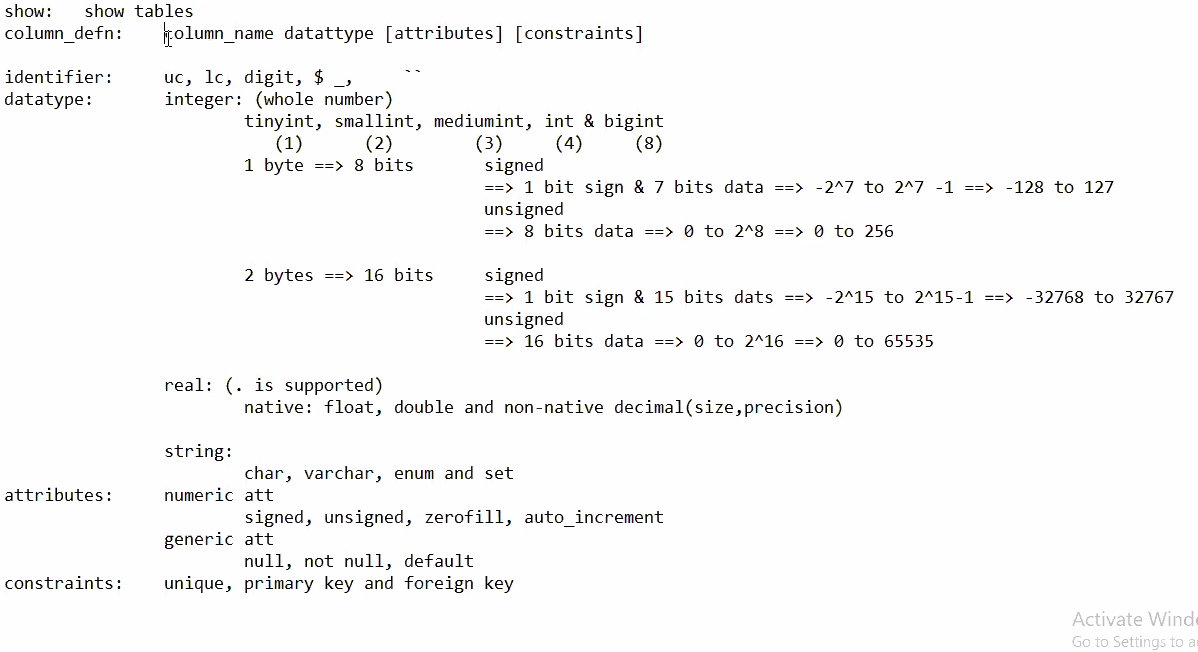 show:   show tables
column_defn:    column_name datattype [attributes] [constraints]
identifier:     uc, lc, digit, $ _,     ``
datatype:       integer: (whole number)
tinyint, smallint, mediumint, int & bigint
(1)      (2)        (3)     (4)     (8)
1 byte ==> 8 bits       signed
==> 1 bit sign & 7 bits data ==> -2^7 to 2^7 -1 ==> -128 to 127
unsigned
==> 8 bits data ==> 0 to 2^8 ==> 0 to 256
2 bytes ==> 16 bits     signed
==> 1 bit sign & 15 bits dats ==> -2^15 to 2^15-1 ==> -32768 to 32767
unsigned
==> 16 bits data ==> 0 to 2^16 ==> 0 to 65535
real: (. is supported)
native: float, double and non-native decimal(size,precision)
string:
char, varchar, enum and set
attributes:     numeric att
signed, unsigned, zerofill, auto_increment
generic att
null, not null, default
constraints:    unique, primary key and foreign key
Activate Wind
Go to Settings to a